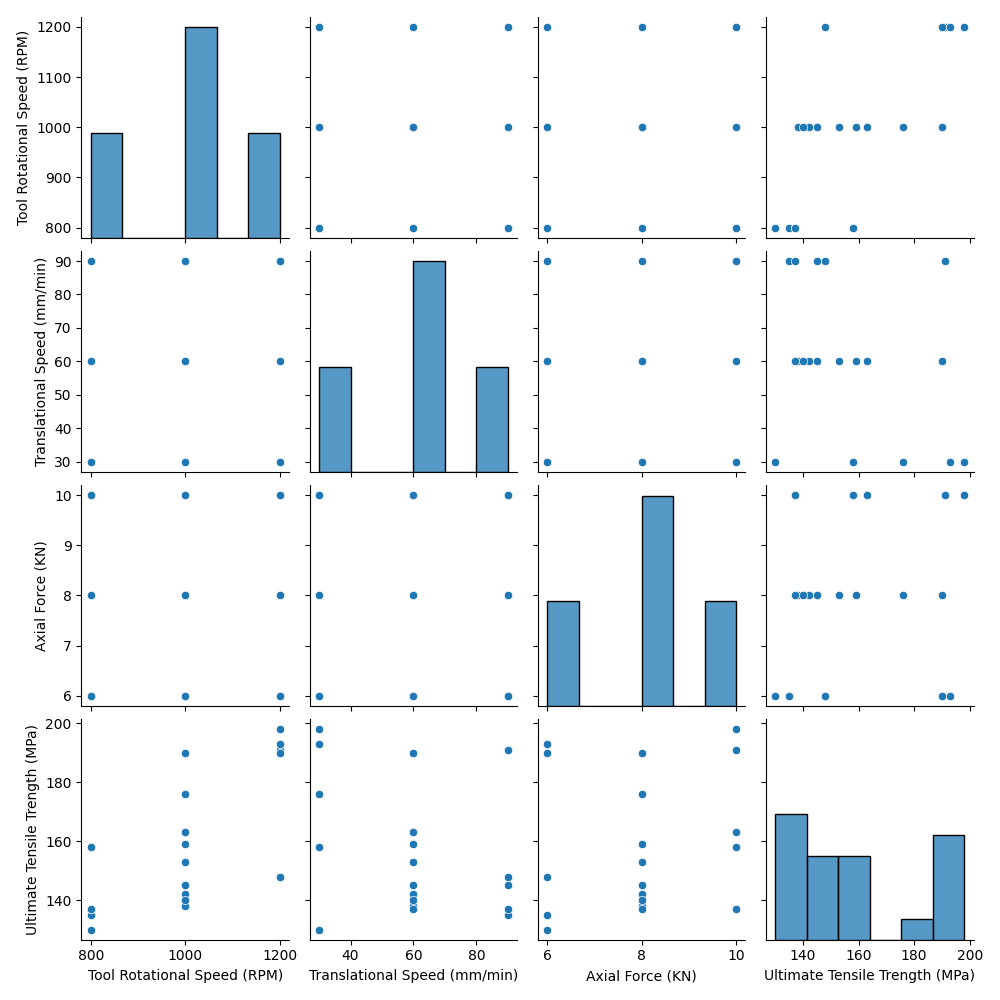 1200
1100
1000
900
800
Tool Rotational Speed (RPM)
90
80
70
60
50
40
30
Translational Speed (mm/min)
10
9
8
7
6
Axial Force (KN)
200
180
160
140
Ultimate Tensile Trength (MPa)
800 1000 1200
Tool Rotational Speed (RPM)
40 60 80
Translational Speed (mm/min)
6 8 10
Axial Force (KN)
140 160 180 200
Ultimate Tensile Trength (MPa)